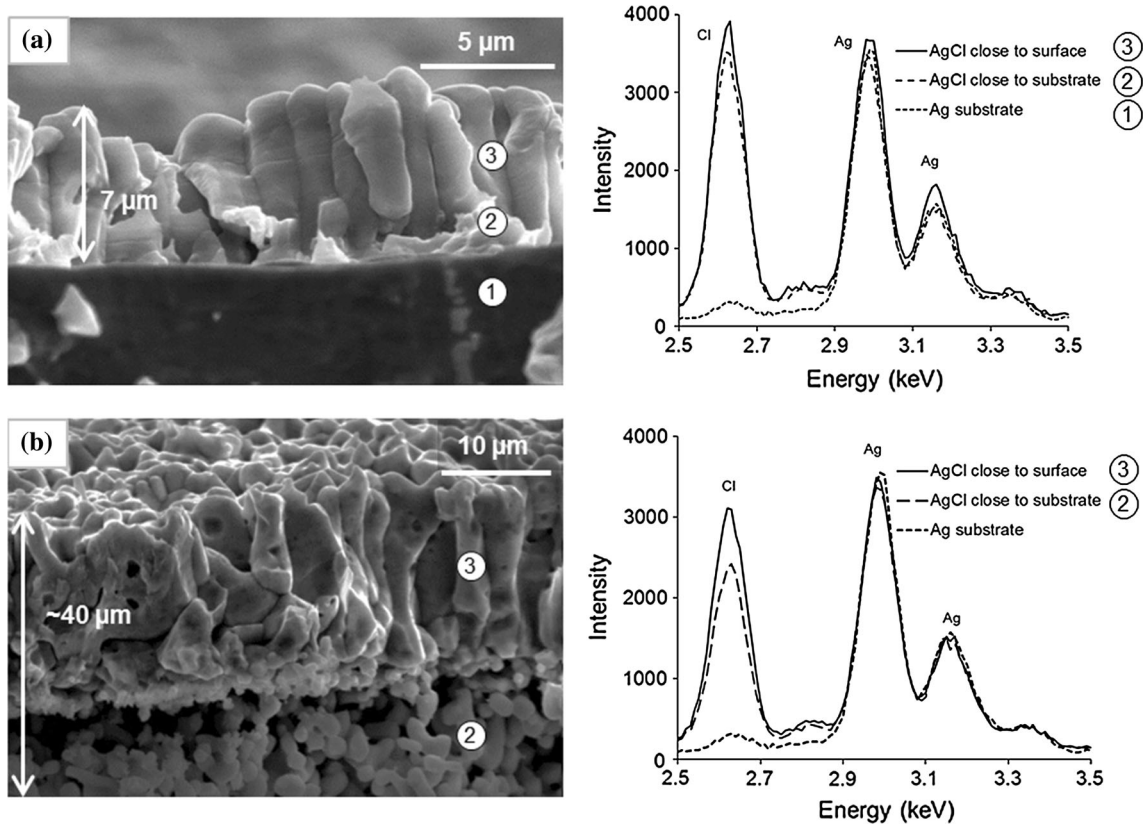 (a)
5 µm
7 µm
3
2
1
Cl
Ag
Ag
AgCl close to surface 3
AgCl close to substrate 2
Ag substrate 1
4000
3000
2000
1000
0
Intensity
2.5 2.7 2.9 3.1 3.3 3.5
Energy (keV)
(b)
10 µm
~40 µm
3
2
Cl
Ag
Ag
AgCl close to surface 3
AgCl close to substrate 2
Ag substrate
4000
3000
2000
1000
0
Intensity
2.5 2.7 2.9 3.1 3.3 3.5
Energy (keV)